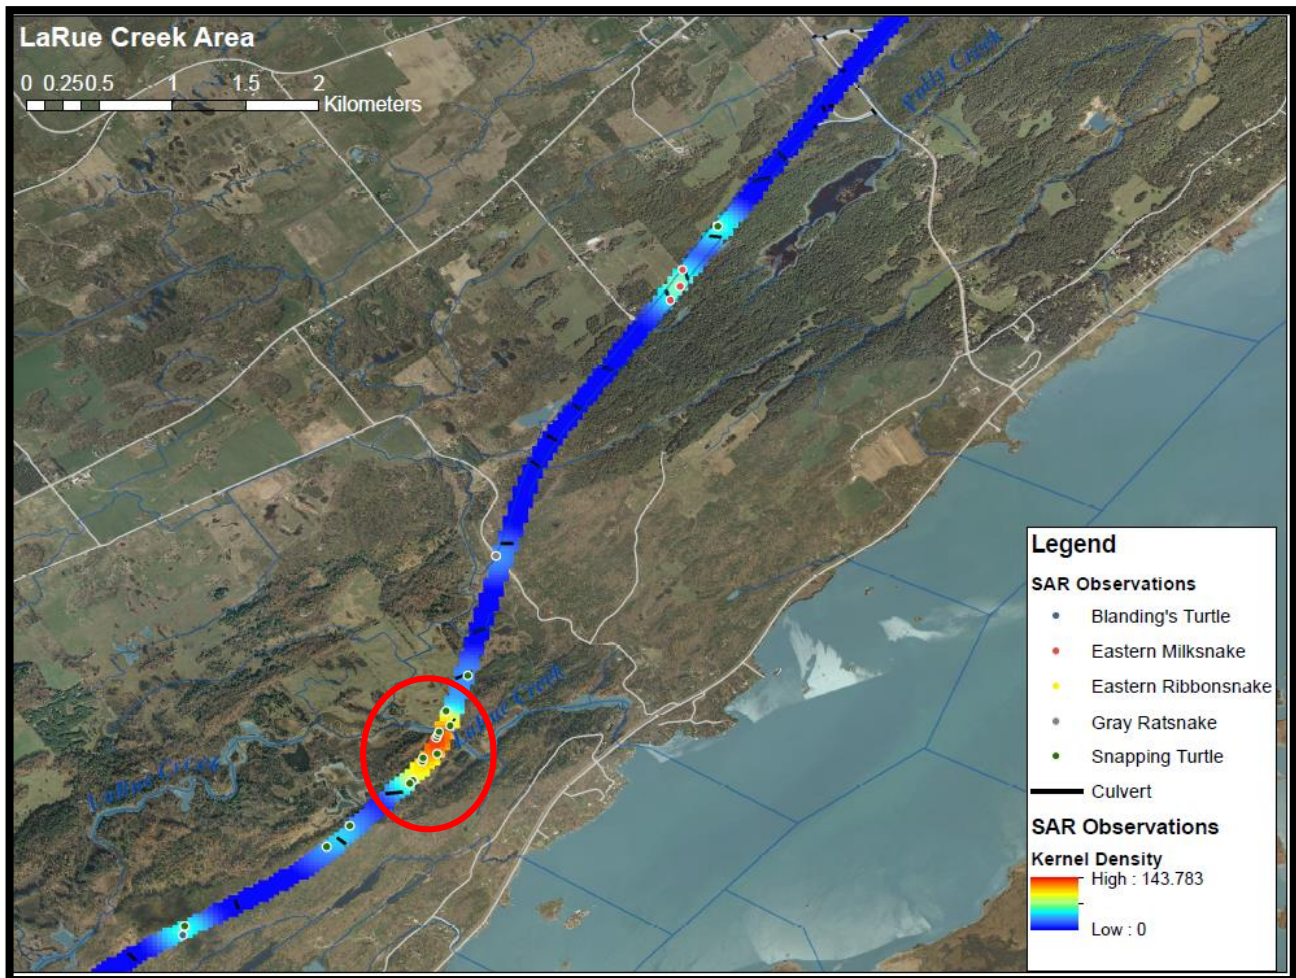 LaRue Creek Area
0 0.250.5 1 1.5 2
Kilometers
Polly Creek
LaRue Creek
LaRue Creek
Legend
SAR Observations
Blanding's Turtle
Eastern Milksnake
Eastern Ribbonsnake
Gray Ratsnake
Snapping Turtle
Culvert
SAR Observations
Kernel Density
High : 143.783
Low : 0